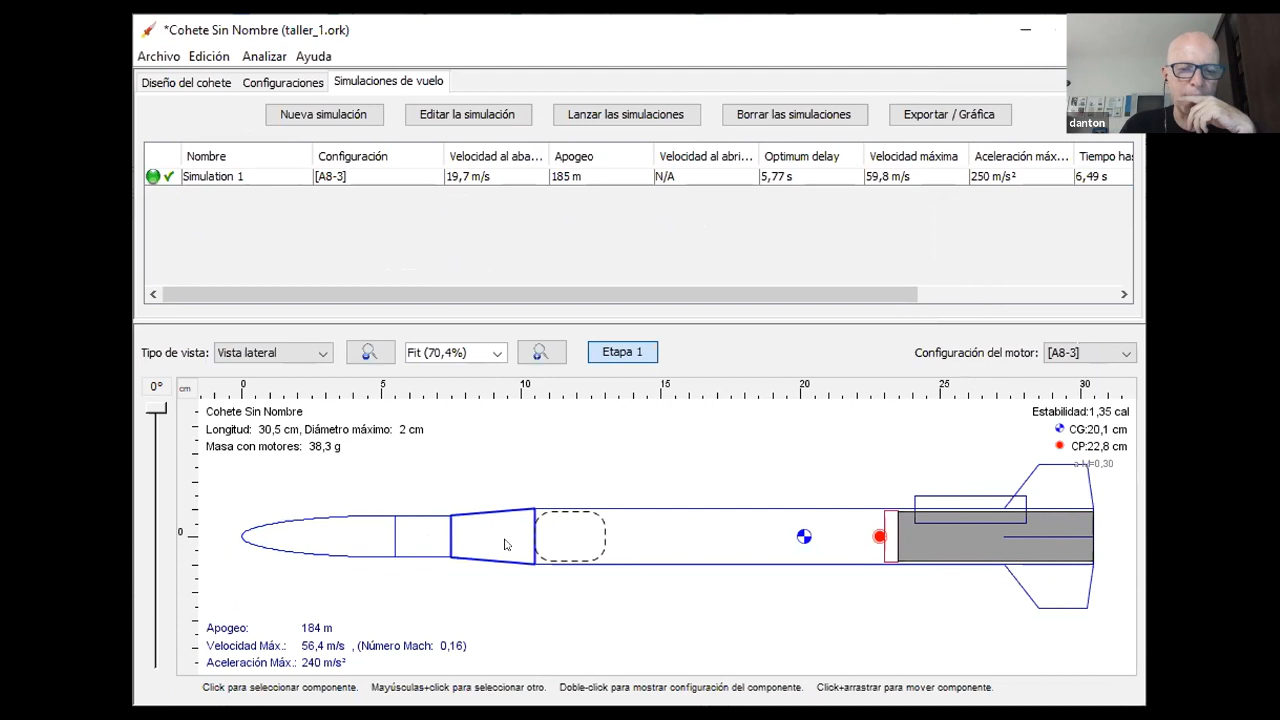 *Cohete Sin Nombre (taller_1.ork)
Archivo Edición Analizar Ayuda
Diseño del cohete Configuraciones Simulaciones de vuelo
danton
Nueva simulación Editar la simulación Lanzar las simulaciones Borrar las simulaciones Exportar / Gráfica
Nombre Configuración Velocidad al aba... Apogeo Velocidad al abri... Optimum delay Velocidad máxima Aceleración máx... Tiempo has
Simulation 1 [A8-3] 19,7 m/s 185 m N/A 5,77 s 59,8 m/s 250 m/s² 6,49 s
Tipo de vista: Vista lateral Fit (70,4%) Etapa 1 Configuración del motor: [A8-3]
0° cm 0 5 10 15 20 25 30
Cohete Sin Nombre Estabilidad:1,35 cal
Longitud: 30,5 cm, Diámetro máximo: 2 cm CG:20,1 cm
Masa con motores: 38,3 g CP:22,8 cm
a M=0,30
0
Apogeo: 184 m
Velocidad Máx.: 56,4 m/s , (Número Mach: 0,16)
Aceleración Máx.: 240 m/s²
Click para seleccionar componente. Mayúsculas+click para seleccionar otro. Doble-click para mostrar configuración del componente. Click+arrastrar para mover componente.